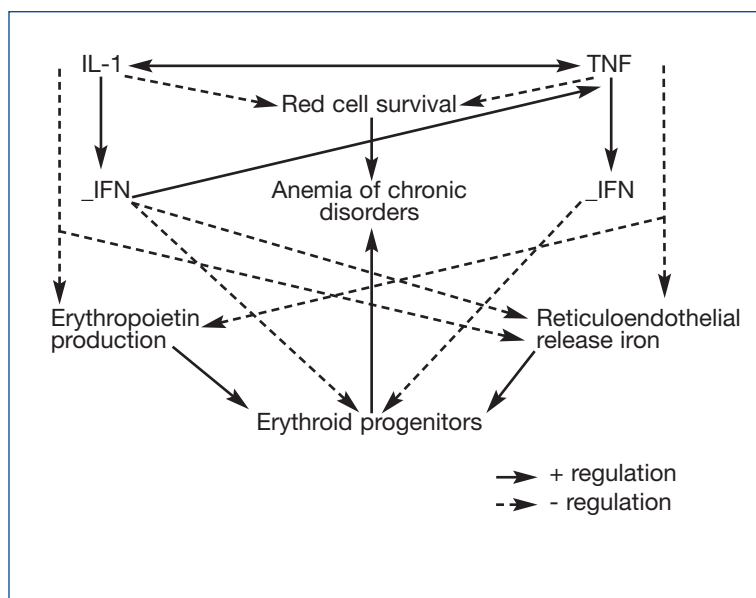 IL-1
TNF
Red cell survival
_IFN
Anemia of chronic
disorders
_IFN
Erythropoietin
production
Reticuloendothelial
release iron
Erythroid progenitors
+ regulation
- regulation